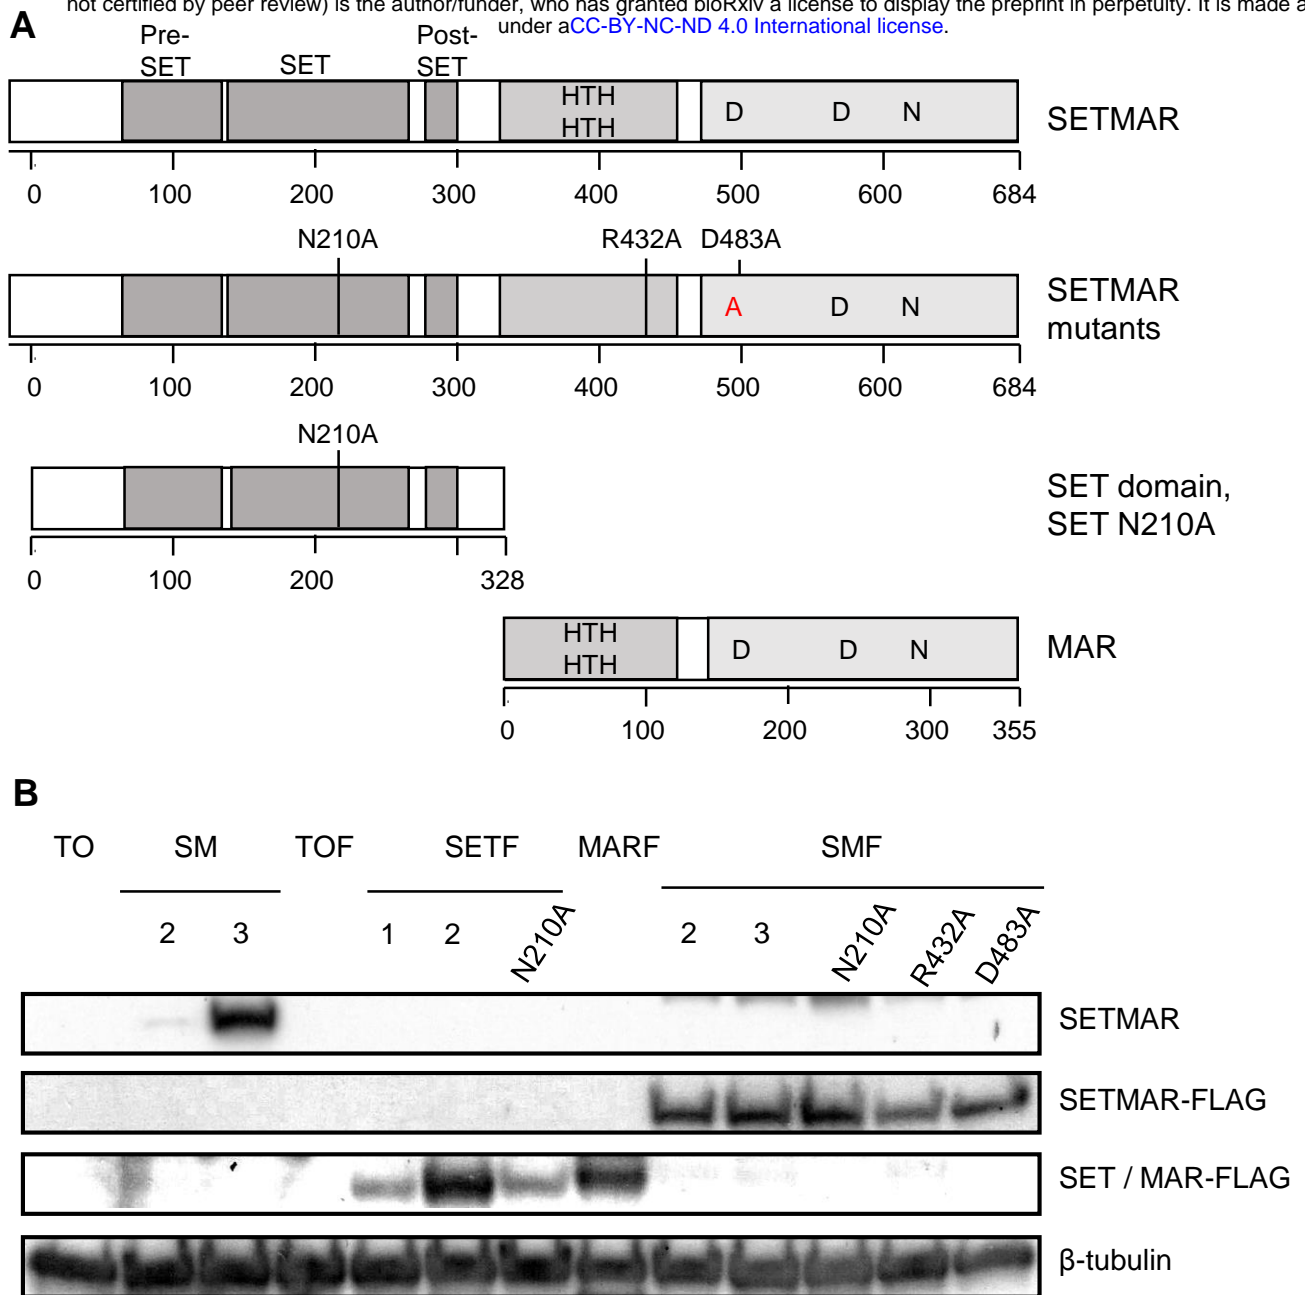 not certified by peer review) is the author/funder, who has granted bioRxiv a license to display the preprint in perpetuity. It is made a
under aCC-BY-NC-ND 4.0 International license.
A
Pre-
SET
SET
Post-
SET
HTH
HTH
D D N
SETMAR
0 100 200 300 400 500 600 684
N210A R432A D483A
A D N
SETMAR
mutants
0 100 200 300 400 500 600 684
N210A
SET domain,
SET N210A
0 100 200 328
HTH
HTH
D D N
MAR
0 100 200 300 355
B
TO SM TOF SETF MARF SMF
2 3 1 2 N210A 2 3 N210A R432A D483A
SETMAR
SETMAR-FLAG
SET / MAR-FLAG
β-tubulin